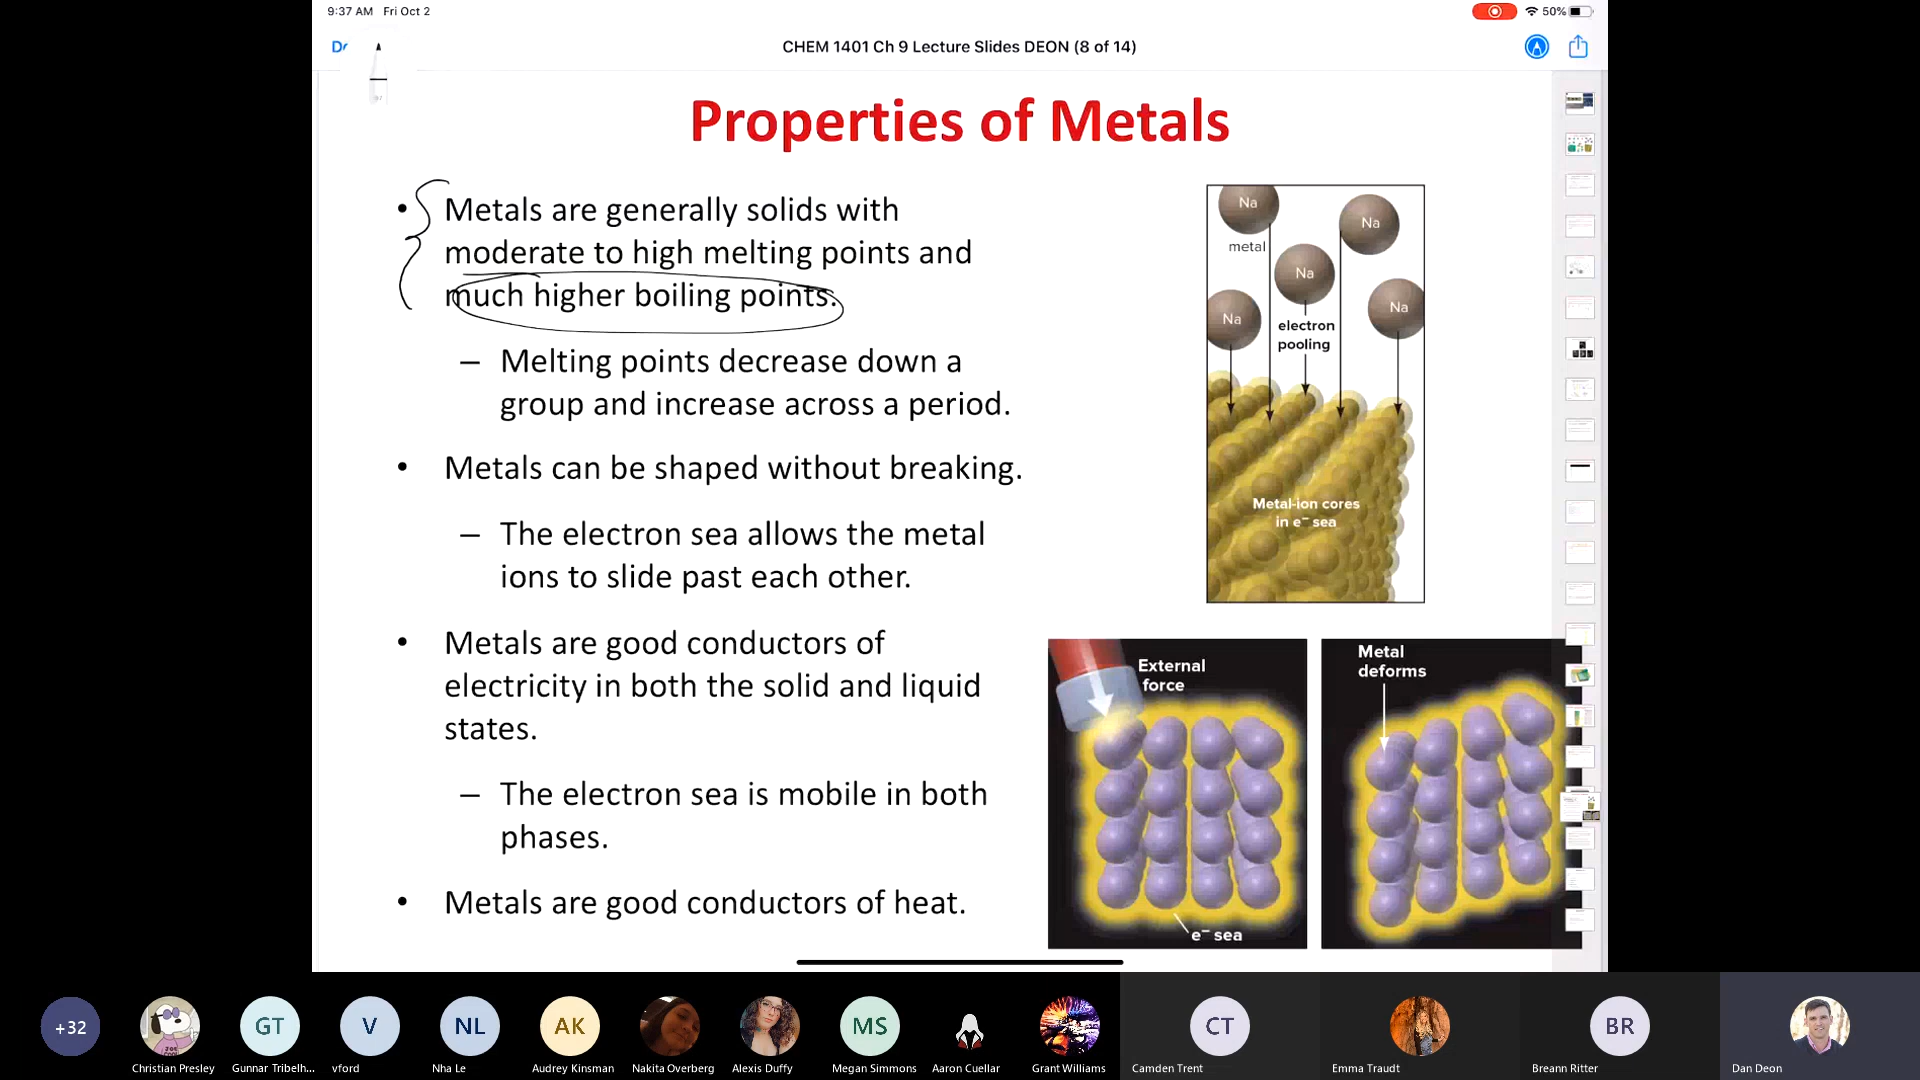 9:37 AM Fri Oct 2
50%
CHEM 1401 Ch 9 Lecture Slides DEON (8 of 14)
Properties of Metals
• Metals are generally solids with
moderate to high melting points and
much higher boiling points.
– Melting points decrease down a
group and increase across a period.
• Metals can be shaped without breaking.
– The electron sea allows the metal
ions to slide past each other.
• Metals are good conductors of
electricity in both the solid and liquid
states.
– The electron sea is mobile in both
phases.
• Metals are good conductors of heat.
Na
metal
Na
Na
Na
Na
electron
pooling
Metal-ion cores
in e⁻ sea
External
force
e⁻ sea
Metal
deforms
+32
GT
V
NL
AK
MS
CT
BR
Christian Presley
Gunnar Tribelh...
vford
Nha Le
Audrey Kinsman
Nakita Overberg
Alexis Duffy
Megan Simmons
Aaron Cuellar
Grant Williams
Camden Trent
Emma Traudt
Breann Ritter
Dan Deon